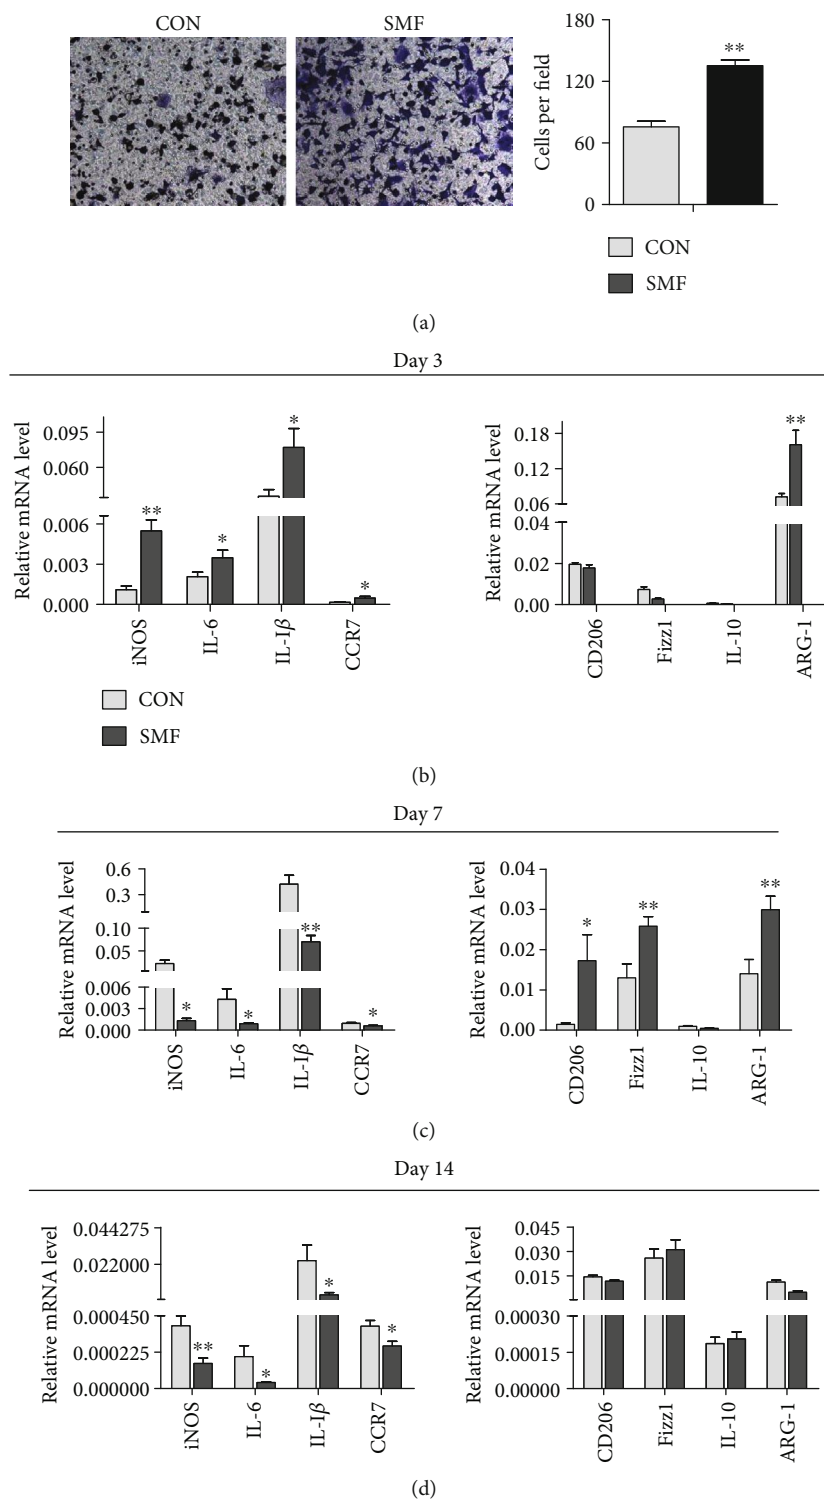 CON
SMF
180
120
60
0
Cells per field
**
CON
SMF
(a)
Day 3
Relative mRNA level
0.095
0.060
0.006
0.003
0.000
**
*
*
*
iNOS
IL-6
IL-Iβ
CCR7
Relative mRNA level
0.18
0.12
0.06
0.04
0.02
0.00
**
CD206
Fizz1
IL-10
ARG-1
CON
SMF
(b)
Day 7
Relative mRNA level
0.6
0.3
0.10
0.05
0.006
0.003
0.000
*
*
**
*
iNOS
IL-6
IL-Iβ
CCR7
Relative mRNA level
0.04
0.03
0.02
0.01
0.00
*
**
**
CD206
Fizz1
IL-10
ARG-1
(c)
Day 14
Relative mRNA level
0.044275
0.022000
0.000450
0.000225
0.000000
**
*
*
*
iNOS
IL-6
IL-Iβ
CCR7
Relative mRNA level
0.045
0.030
0.015
0.00030
0.00015
0.00000
CD206
Fizz1
IL-10
ARG-1
(d)